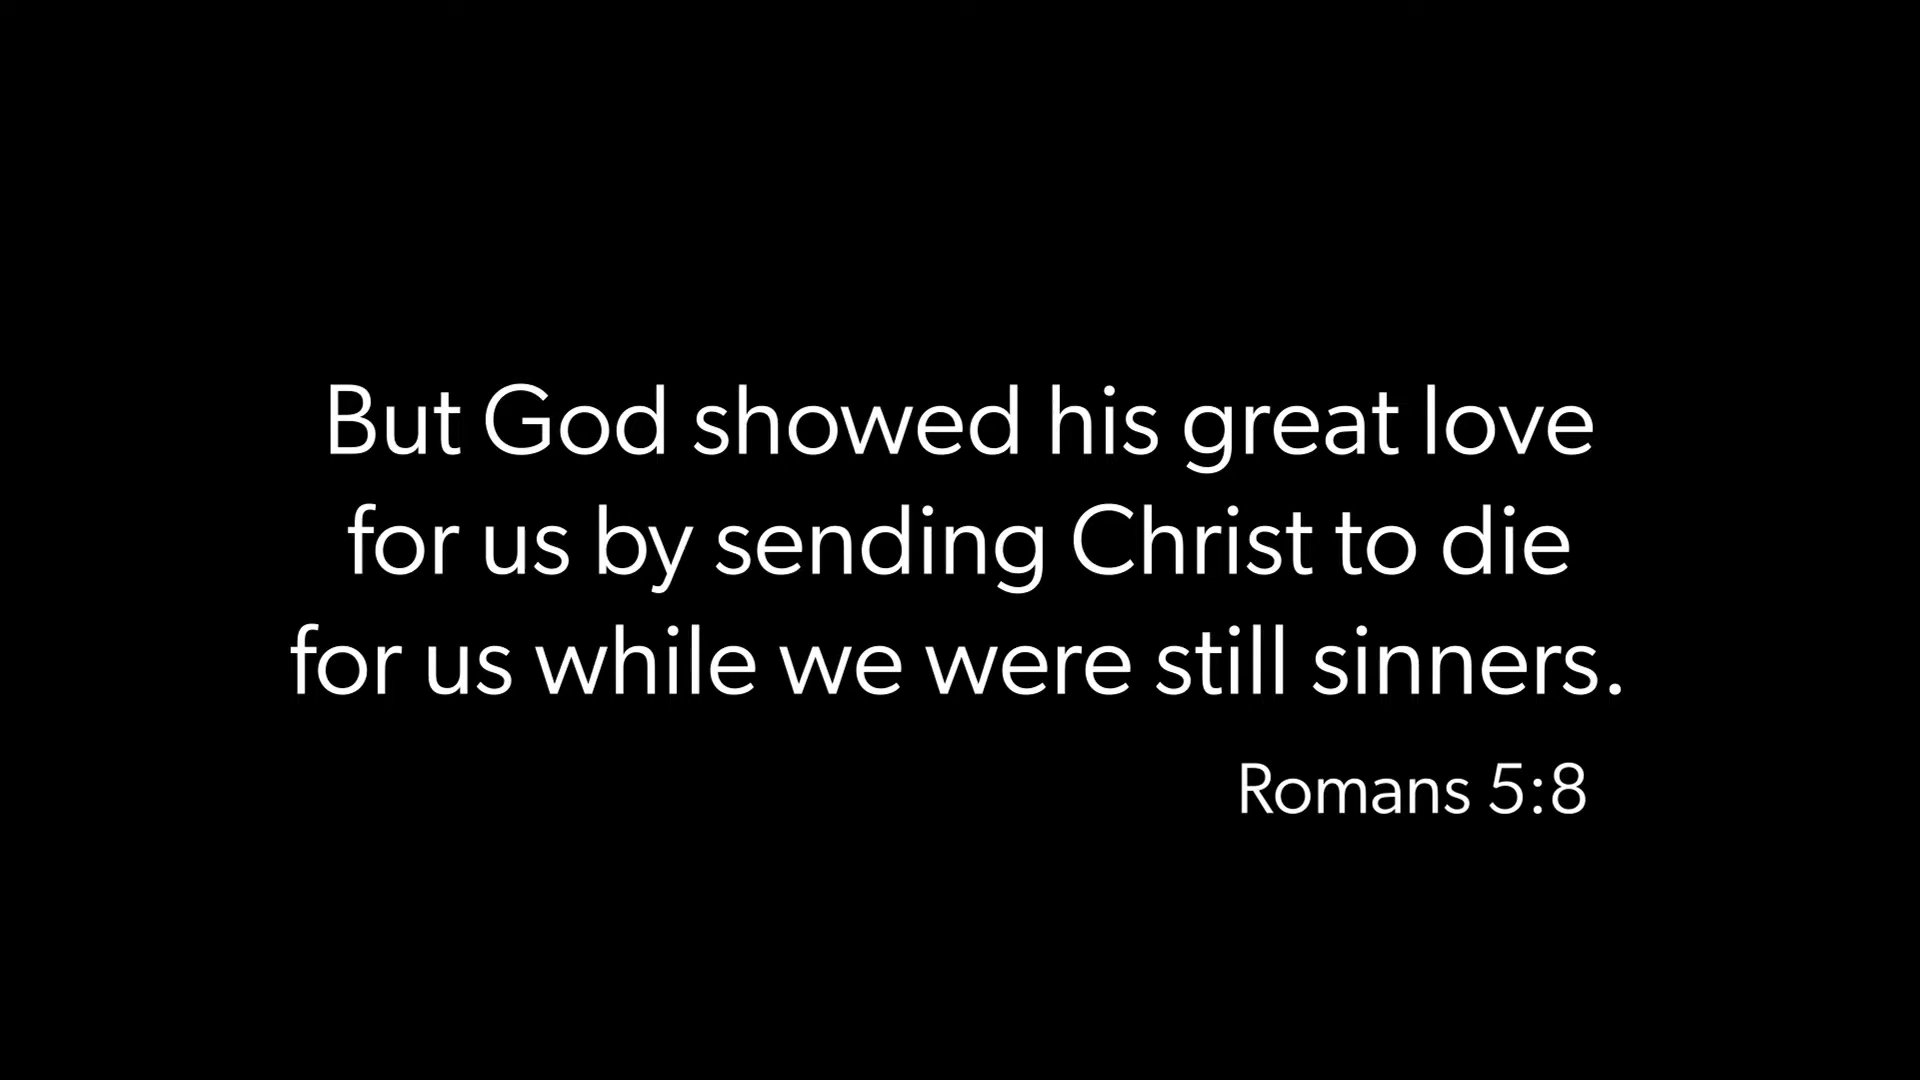 But God showed his great love
for us by sending Christ to die
for us while we were still sinners.
Romans 5:8